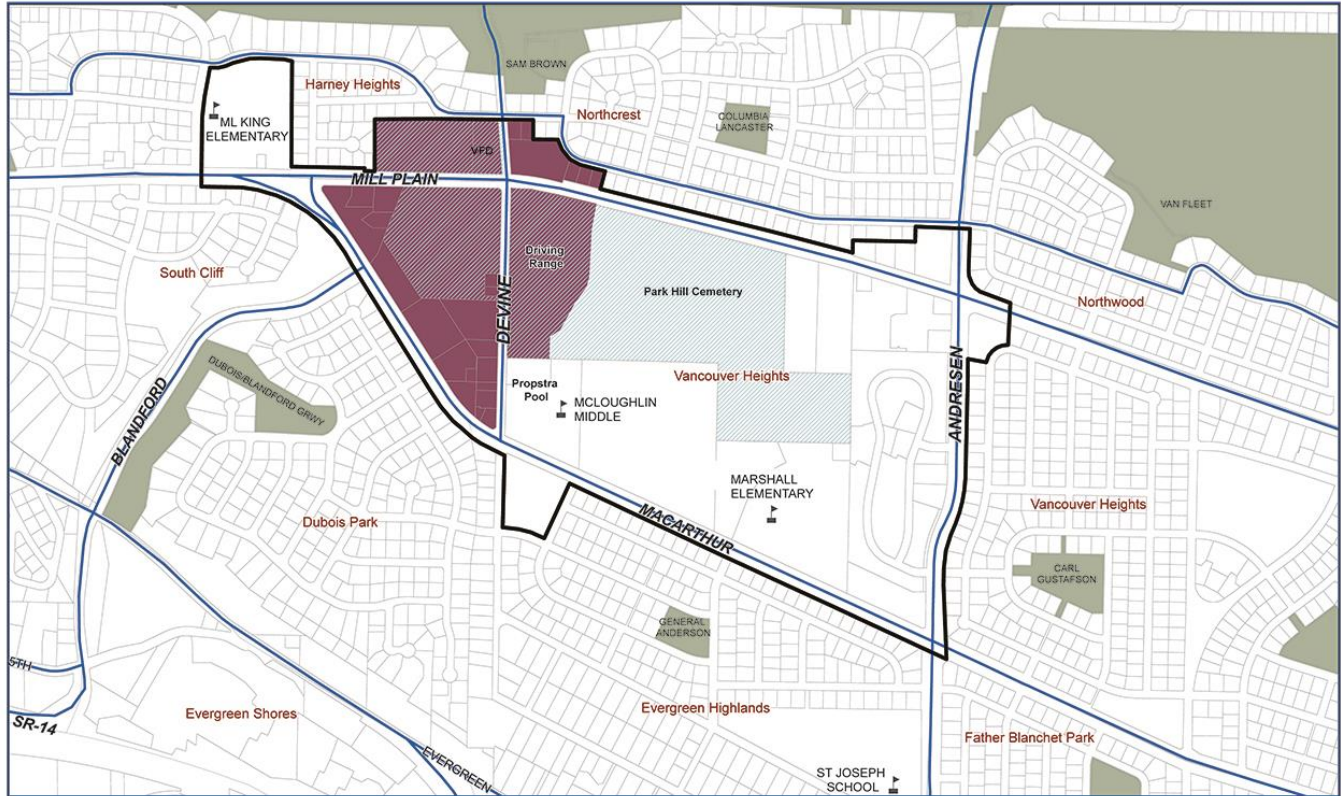 SAM BROWN
Harney Heights
Northcrest
COLUMBIA
LANCASTER
ML KING
ELEMENTARY
VFD
MILL PLAIN
VAN FLEET
South Cliff
Driving
Range
Park Hill Cemetery
DEVINE
Northwood
DUBOIS/BLANDFORD GRWY
BLANDFORD
Propstra
Pool
MCLOUGHLIN
MIDDLE
Vancouver Heights
ANDRESEN
MARSHALL
ELEMENTARY
Dubois Park
MACARTHUR
Vancouver Heights
CARL
GUSTAFSON
GENERAL
ANDERSON
5TH
SR-14
Evergreen Shores
EVERGREEN
Evergreen Highlands
Father Blanchet Park
ST JOSEPH
SCHOOL